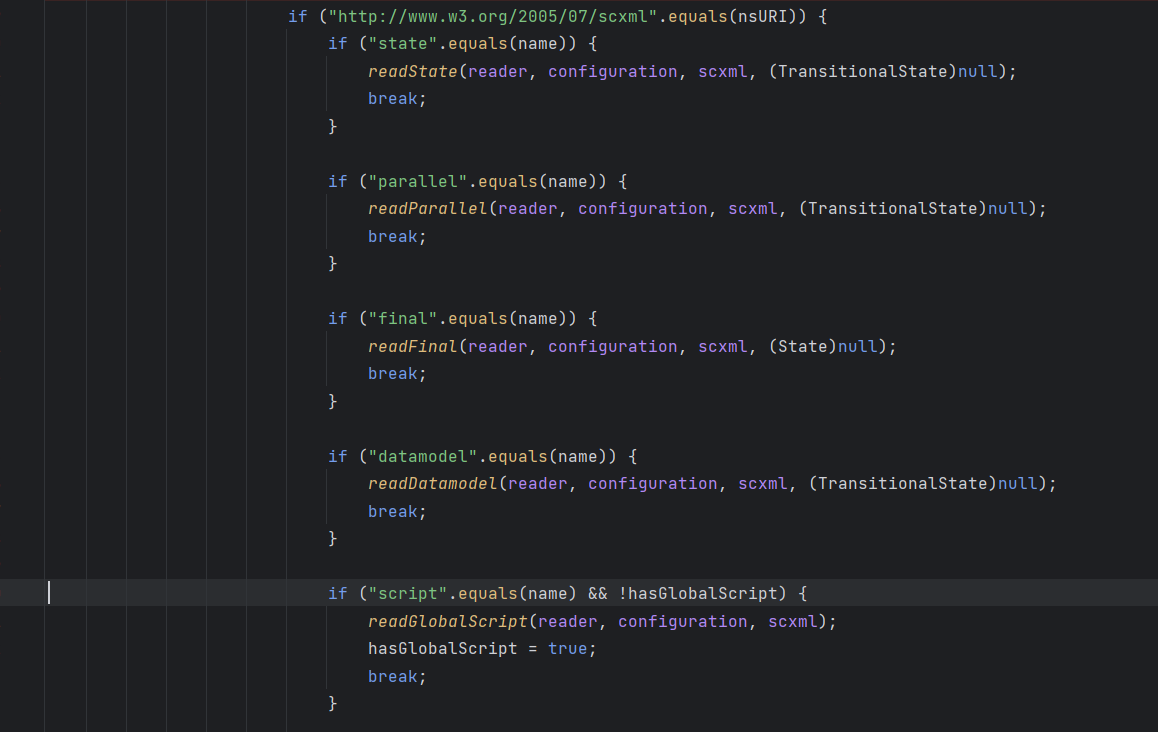 if ("http://www.w3.org/2005/07/scxml".equals(nsURI)) {
if ("state".equals(name)) {
readState(reader, configuration, scxml, (TransitionalState)null);
break;
}
if ("parallel".equals(name)) {
readParallel(reader, configuration, scxml, (TransitionalState)null);
break;
}
if ("final".equals(name)) {
readFinal(reader, configuration, scxml, (State)null);
break;
}
if ("datamodel".equals(name)) {
readDatamodel(reader, configuration, scxml, (TransitionalState)null);
break;
}
if ("script".equals(name) && !hasGlobalScript) {
readGlobalScript(reader, configuration, scxml);
hasGlobalScript = true;
break;
}